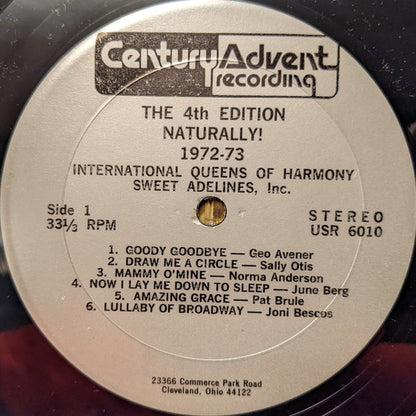 Century Advent
recording
THE 4th EDITION
NATURALLY!
1972-73
INTERNATIONAL QUEENS OF HARMONY
SWEET ADELINES, Inc.
Side 1
33⅓ RPM
STEREO
USR 6010
1. GOODY GOODBYE — Geo Avener
2. DRAW ME A CIRCLE — Sally Otis
3. MAMMY O'MINE — Norma Anderson
4. NOW I LAY ME DOWN TO SLEEP — June Berg
5. AMAZING GRACE — Pat Brule
6. LULLABY OF BROADWAY — Joni Bescos
23366 Commerce Park Road
Cleveland, Ohio 44122